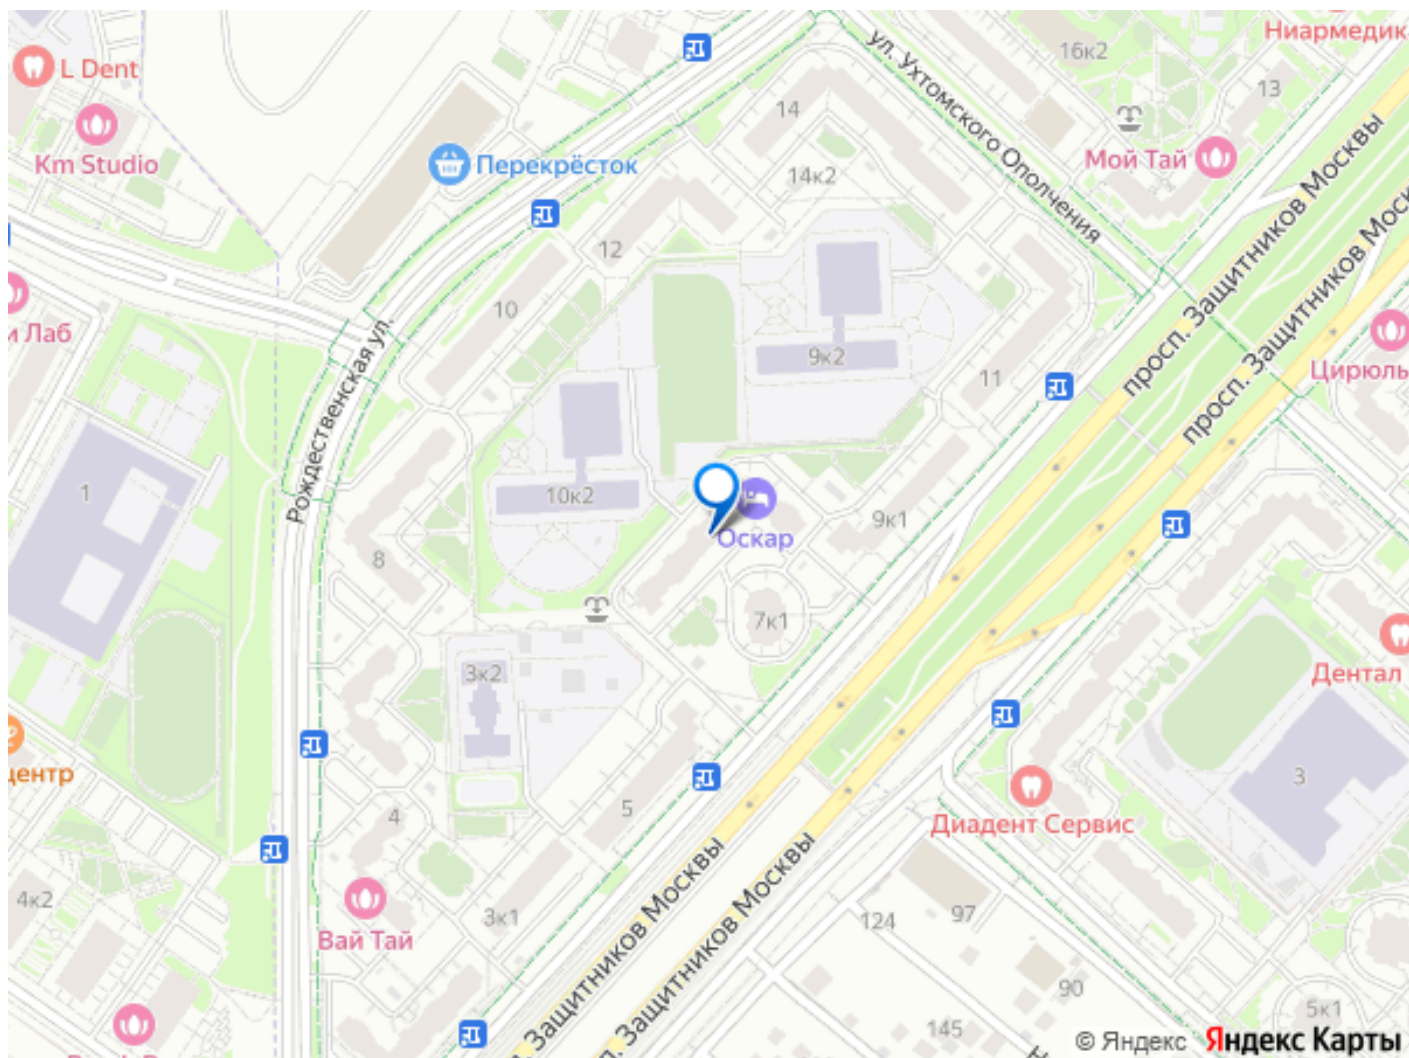 Ниармедик
16к2
ул. Ухтомского Ополчения
L Dent
13
14
Km Studio
Перекрёсток
Мой Тай
14к2
просп. Защитников Москвы
12
просп. Защитников Мос
10
и Лаб
9к2
Цирюль
11
Рождественская ул.
1
10к2
9к1
Оскар
8
7к1
3к2
Дентал
центр
3
5
4
Диадент Сервис
4к2
Вай Тай
3к1
124
97
Защитников Москвы
п. Защитников Москвы
90
5к1
145
© Яндекс Яндекс Карты